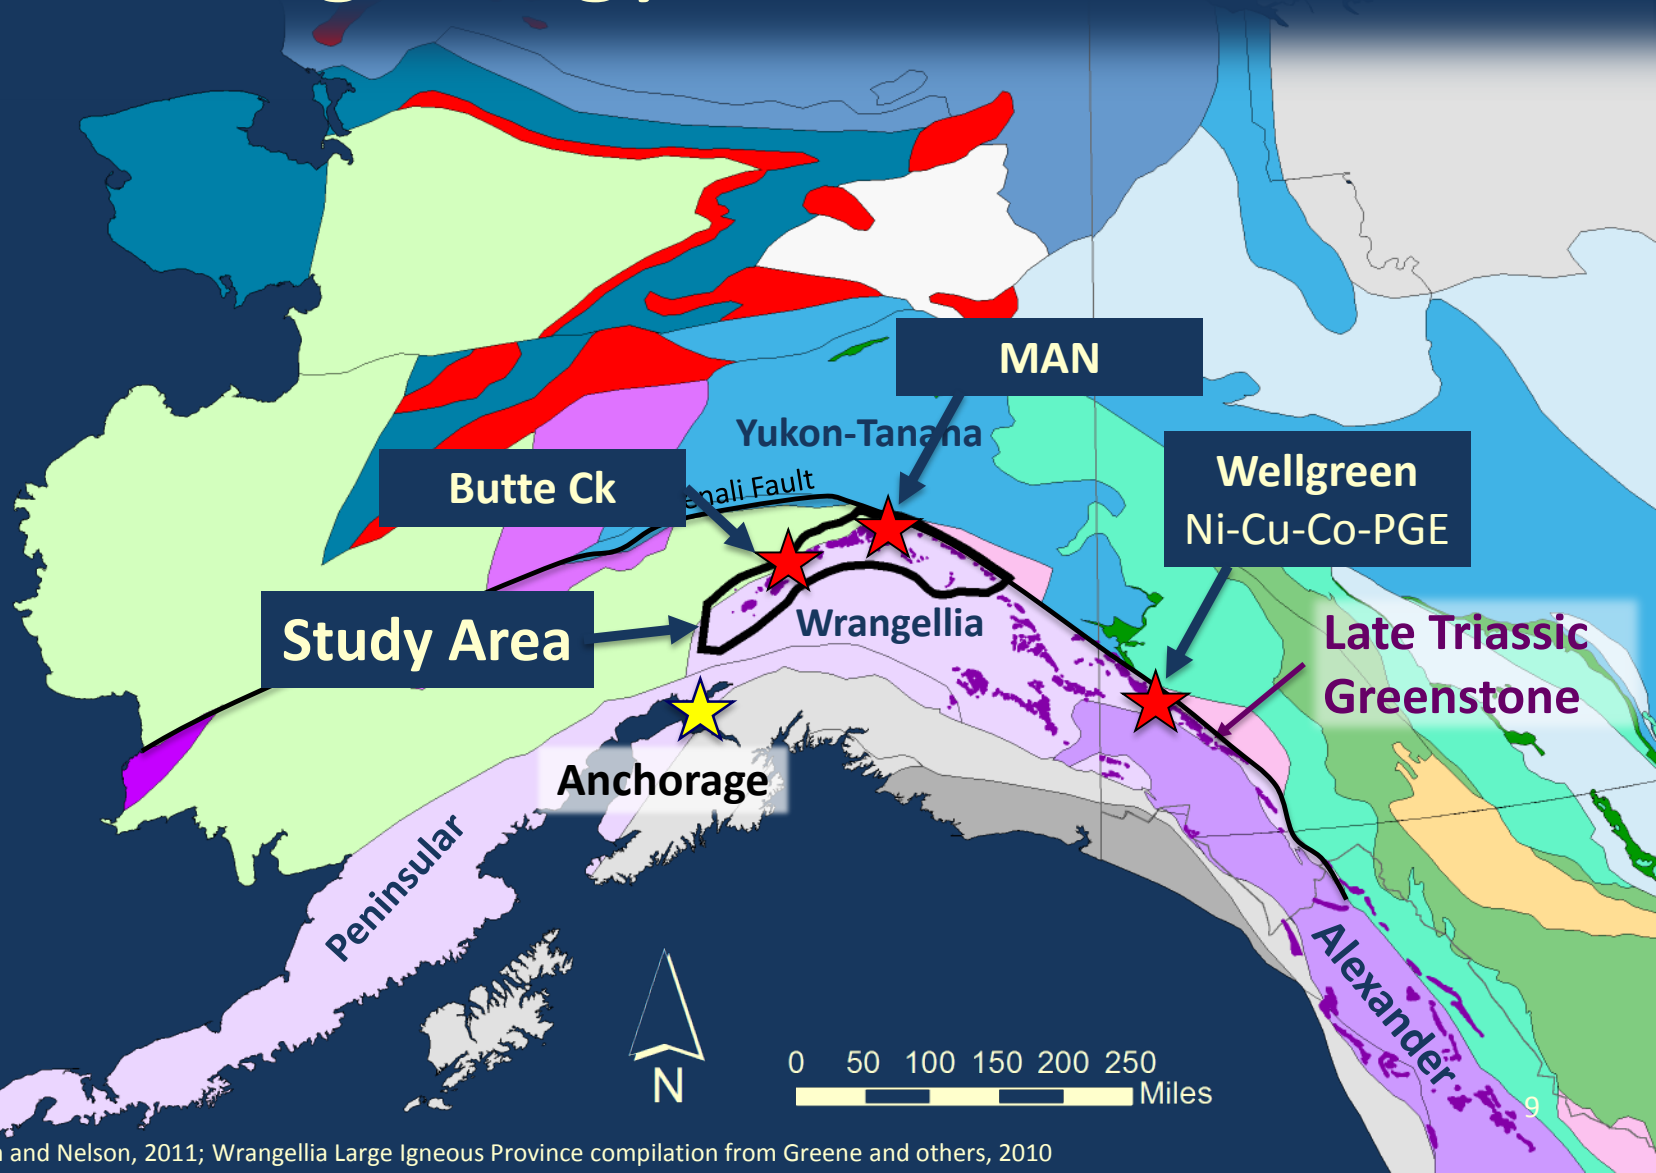 MAN
Yukon-Tanana
Wellgreen
Ni-Cu-Co-PGE
Butte Ck
enali Fault
Study Area
Wrangellia
Late Triassic
Greenstone
Anchorage
Peninsular
Alexander
N
0 50 100 150 200 250
Miles
9
and Nelson, 2011; Wrangellia Large Igneous Province compilation from Greene and others, 2010